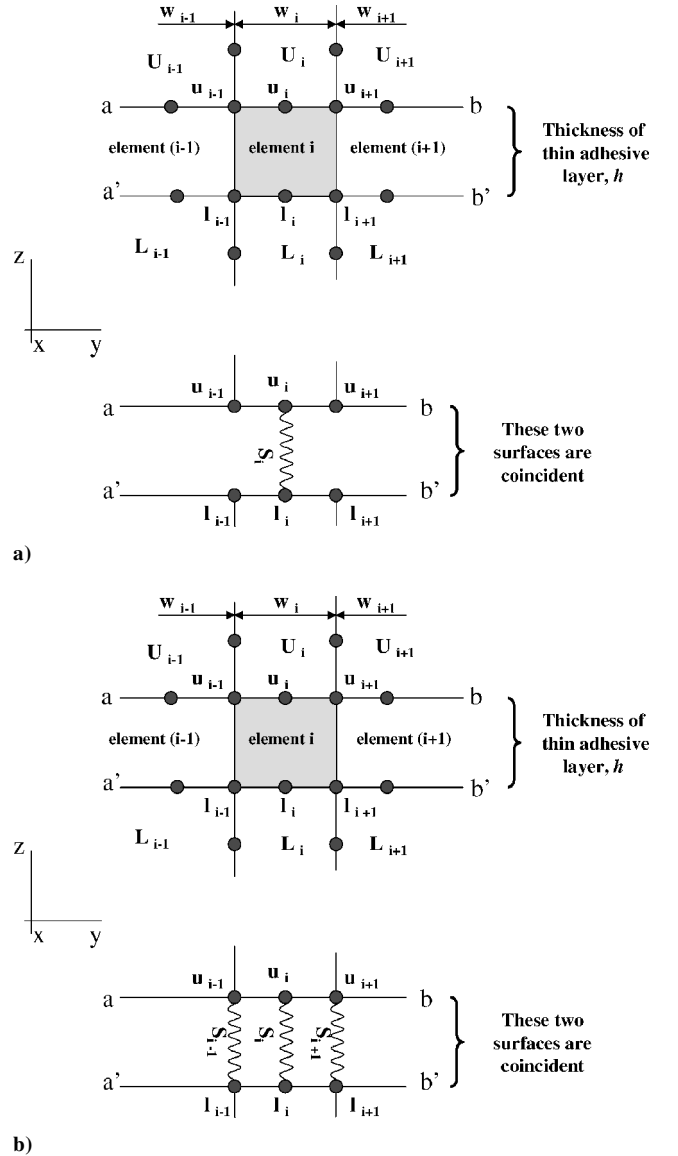 w i-1 w i w i+1
U i-1 U i U i+1
u i-1 u i u i+1
a b
element (i-1) element i element (i+1)
Thickness of
thin adhesive
layer, h
a' b'
l i-1 l i l i+1
L i-1 L i L i+1
z
x y
u i-1 u i u i+1
a b
S i
These two
surfaces are
coincident
a' b'
l i-1 l i l i+1
a)
w i-1 w i w i+1
U i-1 U i U i+1
u i-1 u i u i+1
a b
element (i-1) element i element (i+1)
Thickness of
thin adhesive
layer, h
a' b'
l i-1 l i l i+1
L i-1 L i L i+1
z
x y
u i-1 u i u i+1
a b
S i-1 S i S i+1
These two
surfaces are
coincident
a' b'
l i-1 l i l i+1
b)